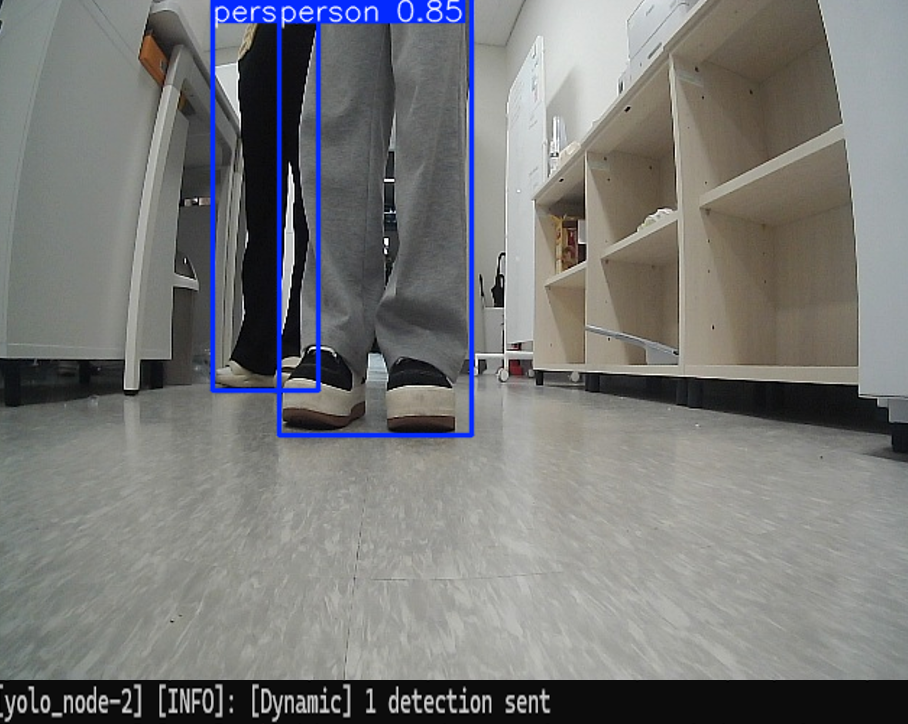 persperson 0.85
[yolo_node-2] [INFO]: [Dynamic] 1 detection sent